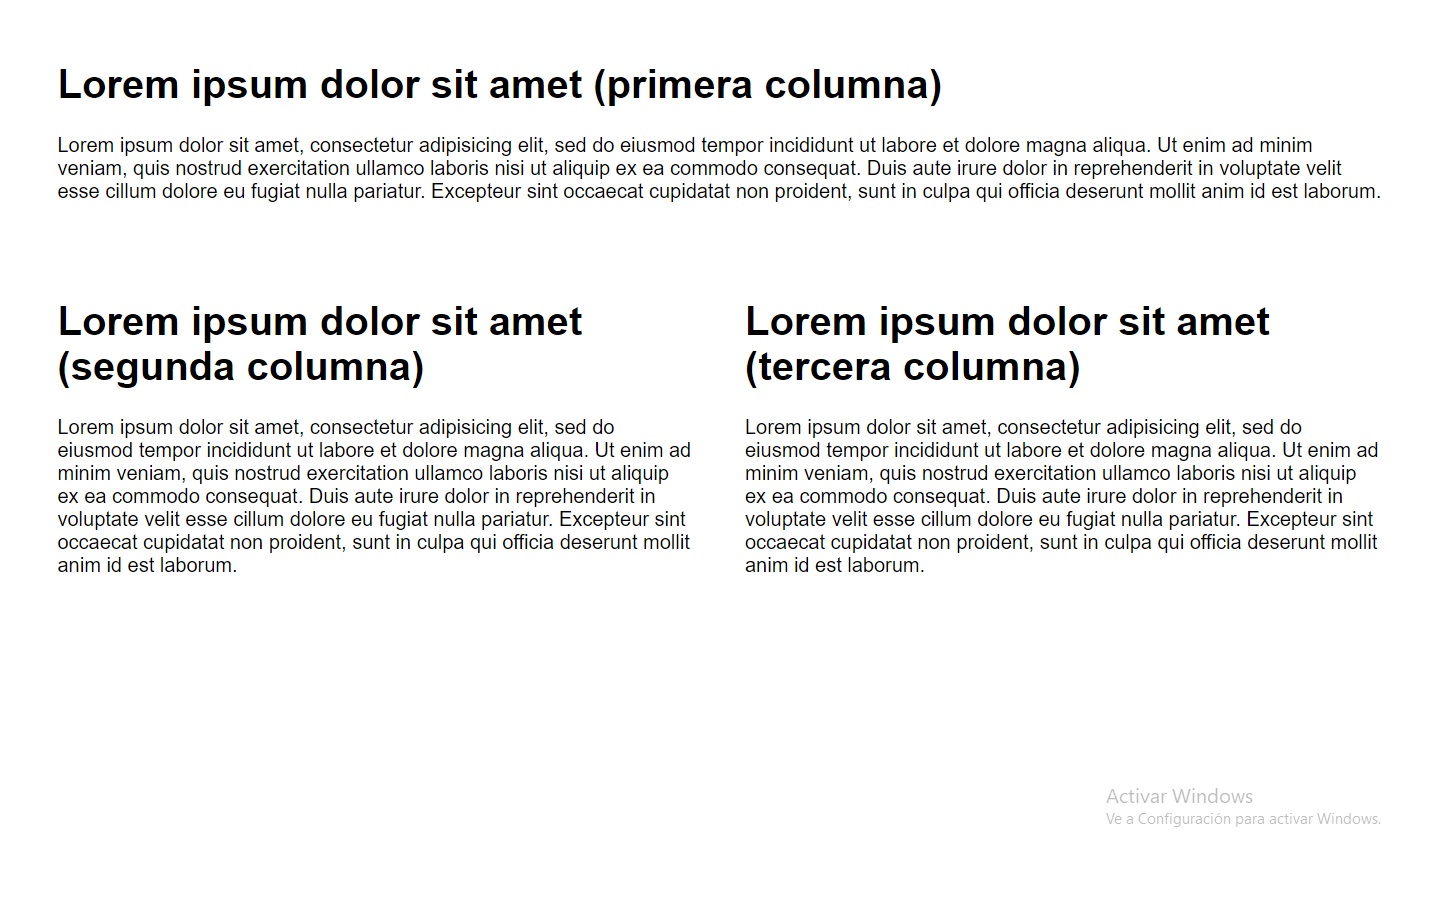 Lorem ipsum dolor sit amet (primera columna)
Lorem ipsum dolor sit amet, consectetur adipisicing elit, sed do eiusmod tempor incididunt ut labore et dolore magna aliqua. Ut enim ad minim
veniam, quis nostrud exercitation ullamco laboris nisi ut aliquip ex ea commodo consequat. Duis aute irure dolor in reprehenderit in voluptate velit
esse cillum dolore eu fugiat nulla pariatur. Excepteur sint occaecat cupidatat non proident, sunt in culpa qui officia deserunt mollit anim id est laborum.
Lorem ipsum dolor sit amet
(segunda columna)
Lorem ipsum dolor sit amet, consectetur adipisicing elit, sed do
eiusmod tempor incididunt ut labore et dolore magna aliqua. Ut enim ad
minim veniam, quis nostrud exercitation ullamco laboris nisi ut aliquip
ex ea commodo consequat. Duis aute irure dolor in reprehenderit in
voluptate velit esse cillum dolore eu fugiat nulla pariatur. Excepteur sint
occaecat cupidatat non proident, sunt in culpa qui officia deserunt mollit
anim id est laborum.
Lorem ipsum dolor sit amet
(tercera columna)
Lorem ipsum dolor sit amet, consectetur adipisicing elit, sed do
eiusmod tempor incididunt ut labore et dolore magna aliqua. Ut enim ad
minim veniam, quis nostrud exercitation ullamco laboris nisi ut aliquip
ex ea commodo consequat. Duis aute irure dolor in reprehenderit in
voluptate velit esse cillum dolore eu fugiat nulla pariatur. Excepteur sint
occaecat cupidatat non proident, sunt in culpa qui officia deserunt mollit
anim id est laborum.
Activar Windows
Ve a Configuración para activar Windows.